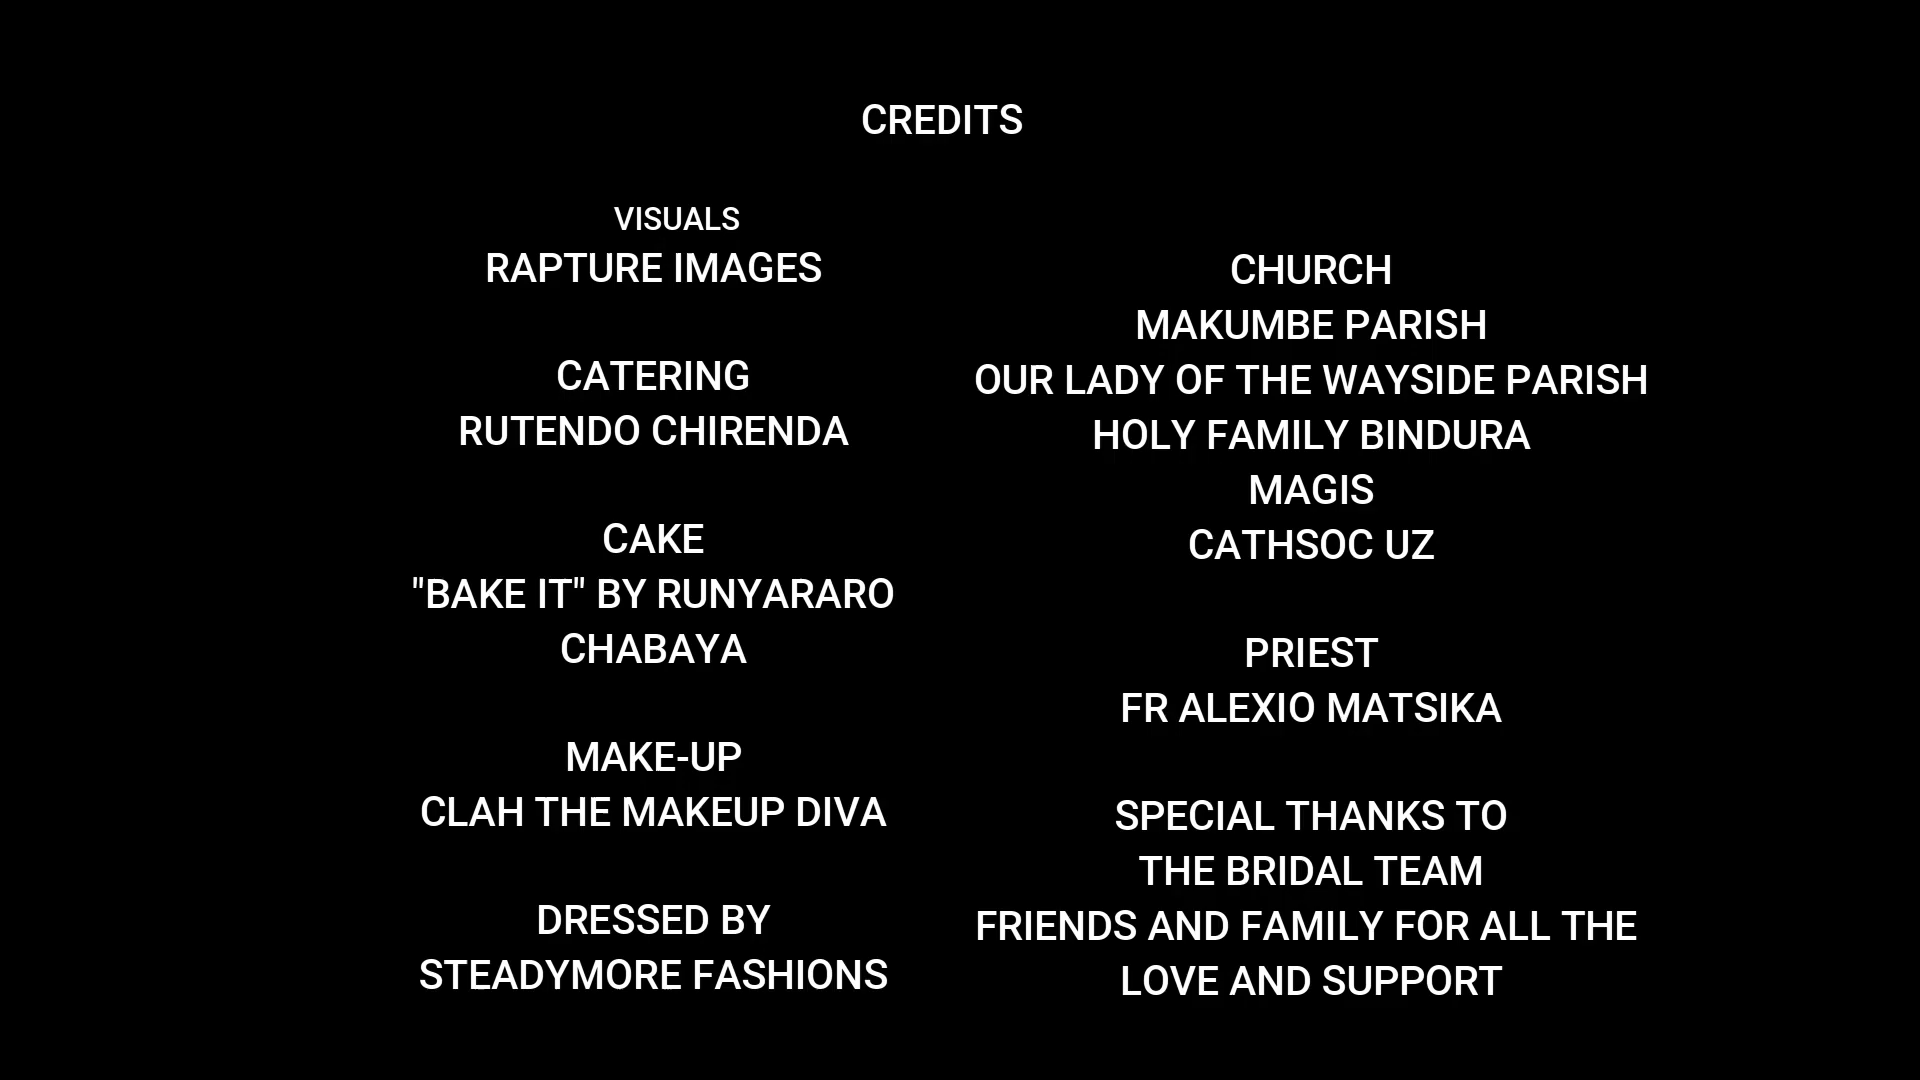 CREDITS
VISUALS
RAPTURE IMAGES
CATERING
RUTENDO CHIRENDA
CAKE
"BAKE IT" BY RUNYARARO
CHABAYA
MAKE-UP
CLAH THE MAKEUP DIVA
DRESSED BY
STEADYMORE FASHIONS
CHURCH
MAKUMBE PARISH
OUR LADY OF THE WAYSIDE PARISH
HOLY FAMILY BINDURA
MAGIS
CATHSOC UZ
PRIEST
FR ALEXIO MATSIKA
SPECIAL THANKS TO
THE BRIDAL TEAM
FRIENDS AND FAMILY FOR ALL THE
LOVE AND SUPPORT